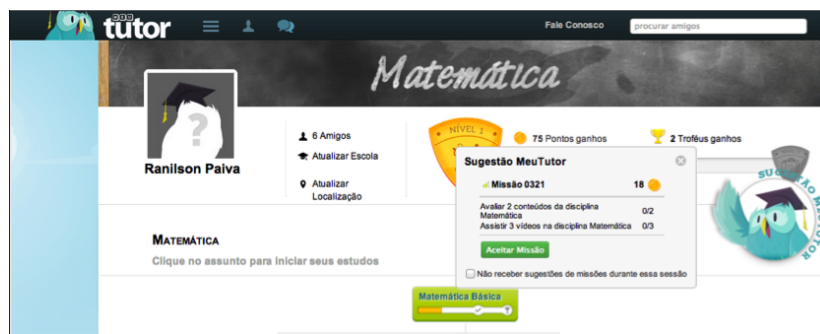 meu tutor
Fale Conosco
procurar amigos
Matemática
NÍVEL 1
6 Amigos
75 Pontos ganhos
2 Troféus ganhos
Atualizar Escola
Ranilson Paiva
Atualizar
Localização
Sugestão MeuTutor
Missão 0321 18
Avaliar 2 conteúdos da disciplina
Matemática 0/2
Assistir 3 vídeos na disciplina Matemática 0/3
Aceitar Missão
Não receber sugestões de missões durante essa sessão
SUGESTÃO MEUTUTOR
MATEMÁTICA
Clique no assunto para iniciar seus estudos
Matemática Básica